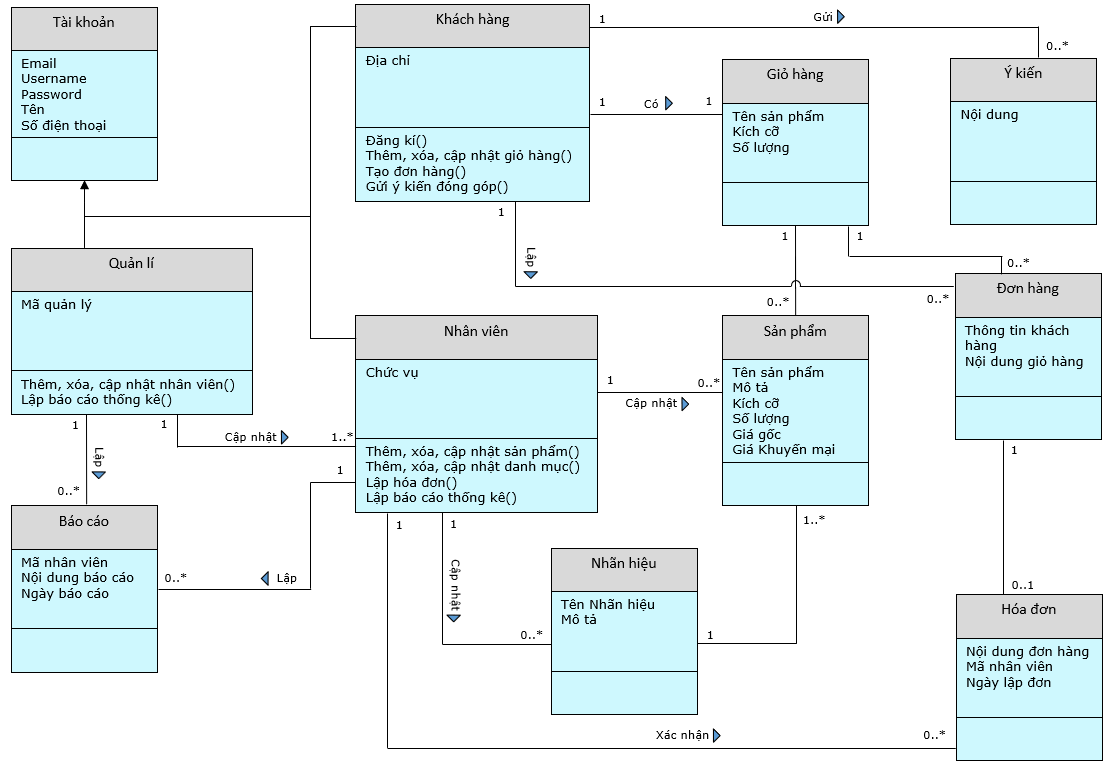 Tài khoản
Email
Username
Password
Tên
Số điện thoại
Khách hàng
Địa chỉ
Đăng kí()
Thêm, xóa, cập nhật giỏ hàng()
Tạo đơn hàng()
Gửi ý kiến đóng góp()
1
Gửi
0..*
Ý kiến
Nội dung
1
Có
1
Giỏ hàng
Tên sản phẩm
Kích cỡ
Số lượng
1
Lập
0..*
1
0..*
1
0..*
Đơn hàng
Thông tin khách
hàng
Nội dung giỏ hàng
Quản lí
Mã quản lý
Thêm, xóa, cập nhật nhân viên()
Lập báo cáo thống kê()
Nhân viên
Chức vụ
Thêm, xóa, cập nhật sản phẩm()
Thêm, xóa, cập nhật danh mục()
Lập hóa đơn()
Lập báo cáo thống kê()
1
0..*
Cập nhật
Sản phẩm
Tên sản phẩm
Mô tả
Kích cỡ
Số lượng
Giá gốc
Giá Khuyến mại
1
Lập
0..*
1
Cập nhật
1..*
1
Lập
0..*
Báo cáo
Mã nhân viên
Nội dung báo cáo
Ngày báo cáo
1
Cập nhật
0..*
Nhãn hiệu
Tên Nhãn hiệu
Mô tả
1
1..*
1
0..1
Hóa đơn
Nội dung đơn hàng
Mã nhân viên
Ngày lập đơn
1
Xác nhận
0..*